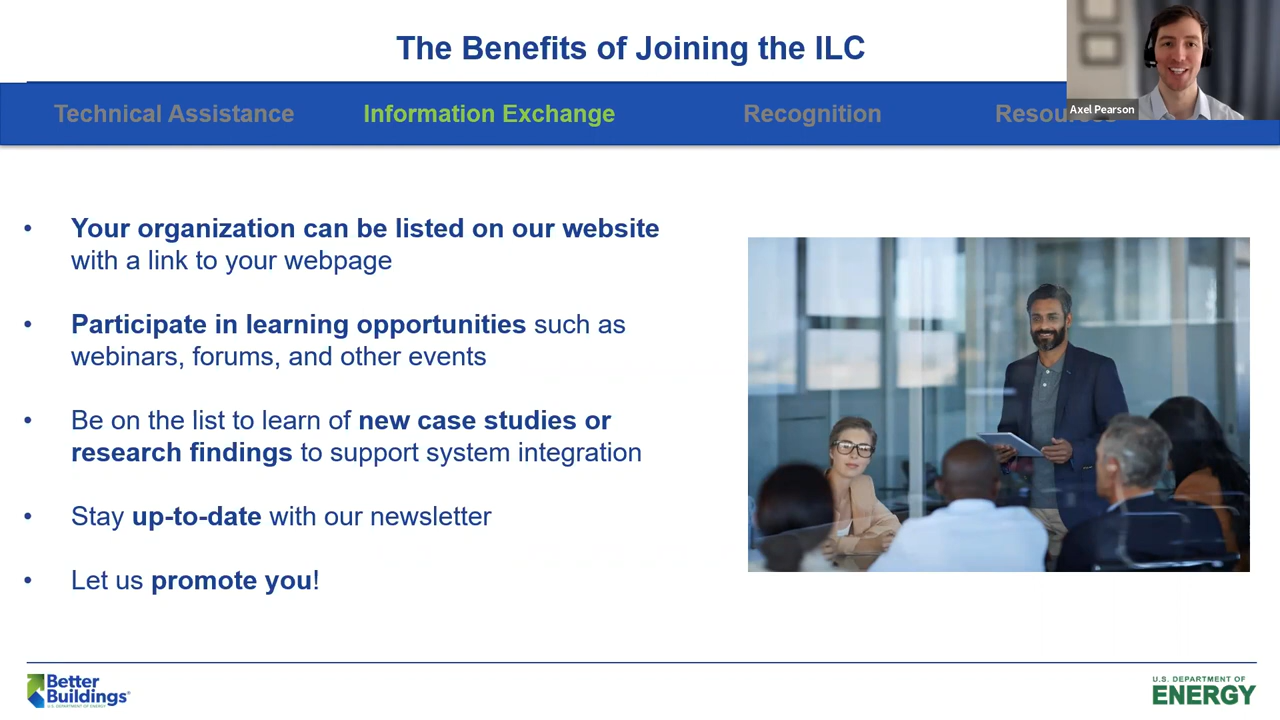 The Benefits of Joining the ILC
Technical Assistance
Information Exchange
Recognition
Axel Pearson
• Your organization can be listed on our website
with a link to your webpage
• Participate in learning opportunities such as
webinars, forums, and other events
• Be on the list to learn of new case studies or
research findings to support system integration
• Stay up-to-date with our newsletter
• Let us promote you!
Better
Buildings®
U.S. DEPARTMENT OF ENERGY
U.S. DEPARTMENT OF
ENERGY